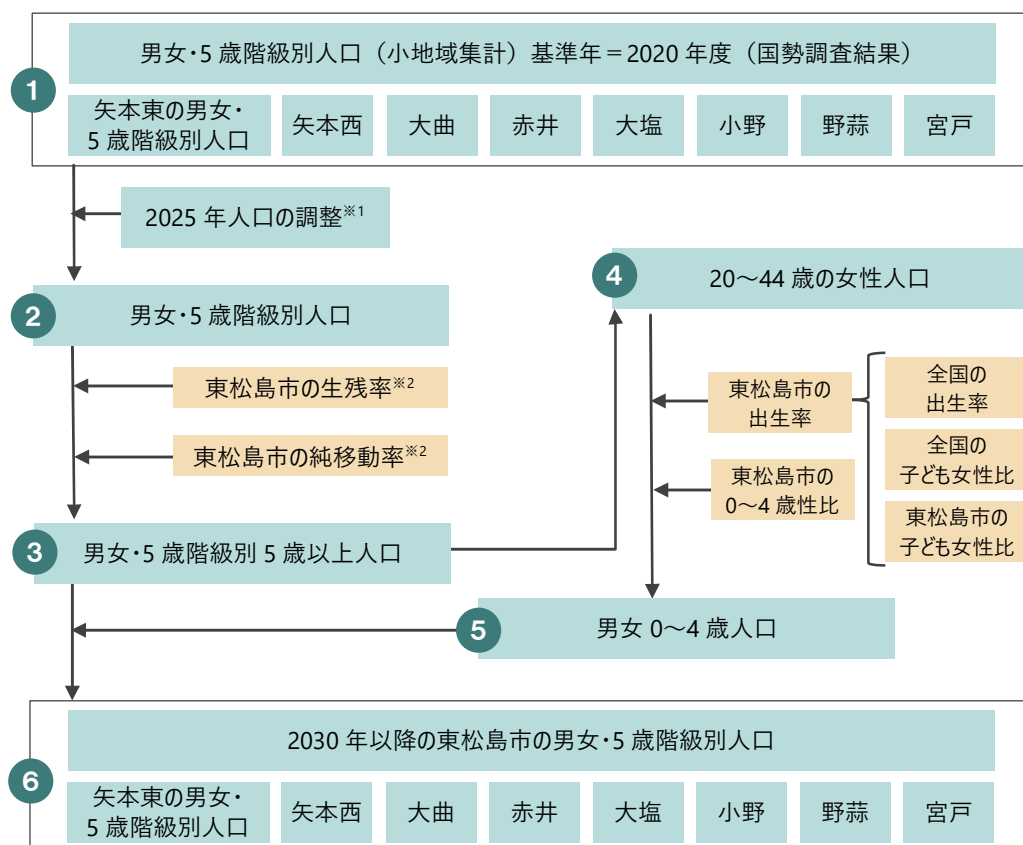 1
男女・5 歳階級別人口（小地域集計）基準年＝2020 年度（国勢調査結果）
矢本東の男女・
5 歳階級別人口
矢本西
大曲
赤井
大塩
小野
野蒜
宮戸
2025 年人口の調整※1
2
男女・5 歳階級別人口
東松島市の生残率※2
東松島市の純移動率※2
3
男女・5 歳階級別 5 歳以上人口
4
20～44 歳の女性人口
東松島市の
出生率
全国の
出生率
全国の
子ども女性比
東松島市の
子ども女性比
東松島市の
0～4 歳性比
5
男女 0～4 歳人口
6
2030 年以降の東松島市の男女・5 歳階級別人口
矢本東の男女・
5 歳階級別人口
矢本西
大曲
赤井
大塩
小野
野蒜
宮戸